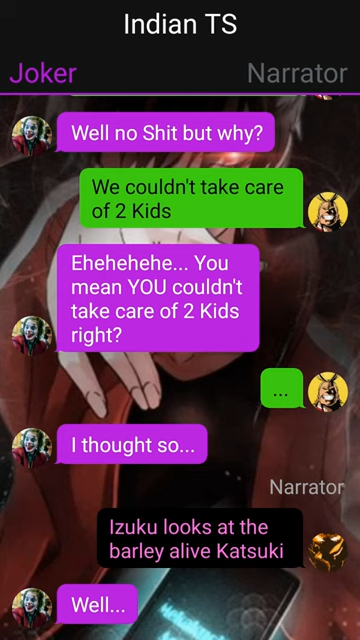 Indian TS
Joker Narrator
Well no Shit but why?
We couldn't take care
of 2 Kids
Ehehehehe... You
mean YOU couldn't
take care of 2 Kids
right?
...
I thought so...
Narrator
Izuku looks at the
barley alive Katsuki
Well...